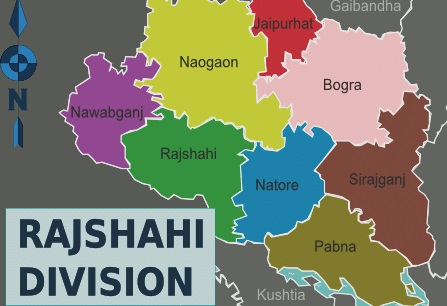 Gaibandha
Jaipurhat
Naogaon
Bogra
N
Nawabganj
Rajshahi
Sirajganj
Natore
RAJSHAHI
DIVISION
Pabna
Kushtia